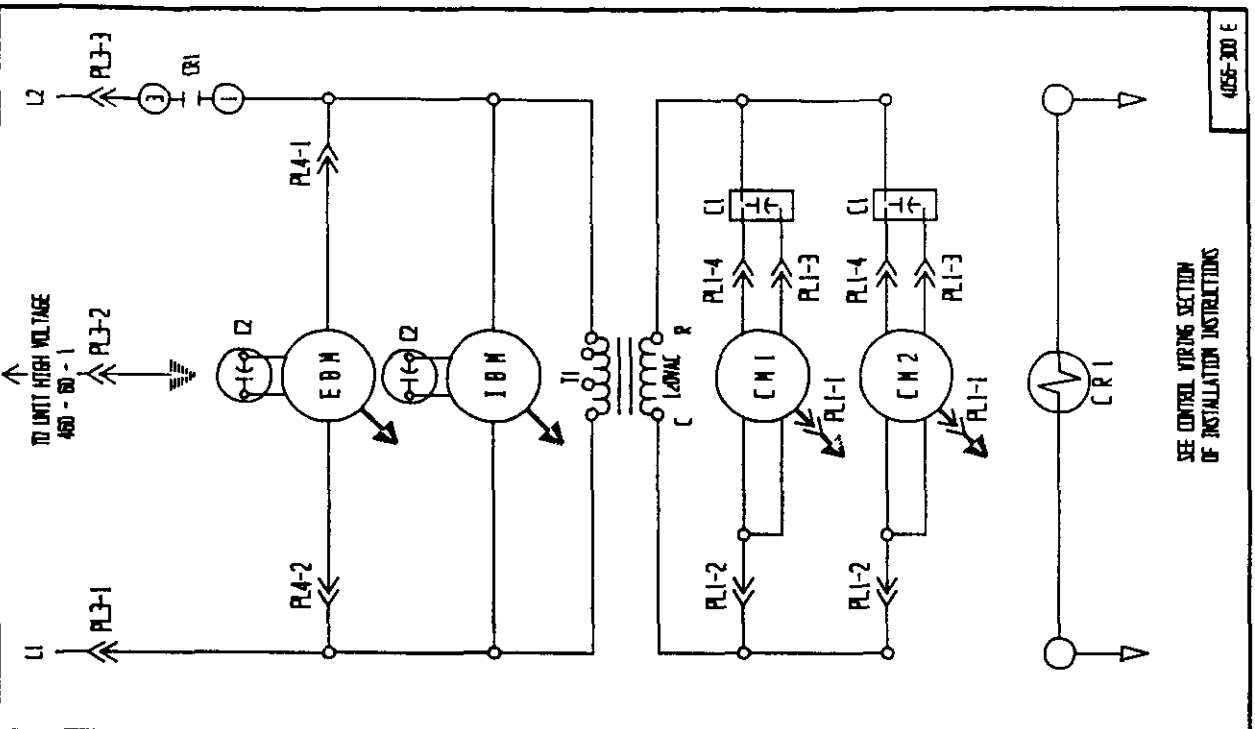 4056-300 E
TO UNIT HIGH VOLTAGE
460 - 60 - 1
L1
PL3-1
PL3-2
L2
PL3-3
3
CR1
1
PL4-2
EBM
C2
PL4-1
IBM
C2
T1
C
120VAC
R
PL1-2
CM1
PL1-1
PL1-4
PL1-3
C1
PL1-2
CM2
PL1-1
PL1-4
PL1-3
C1
CR1
SEE CONTROL WIRING SECTION
OF INSTALLATION INSTRUCTIONS